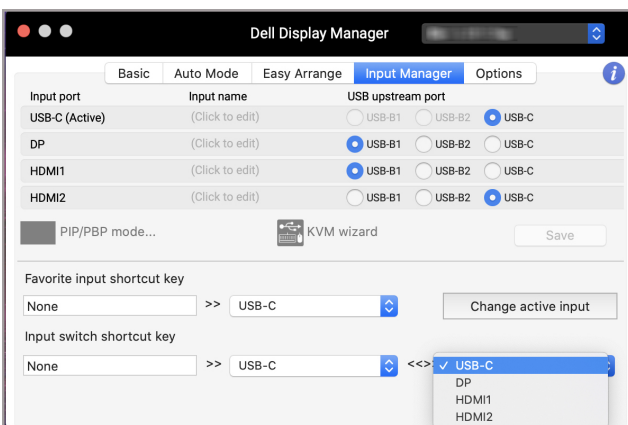 Dell Display Manager
Basic Auto Mode Easy Arrange Input Manager Options i
Input port Input name USB upstream port
USB-C (Active) (Click to edit) USB-B1 USB-B2 USB-C
DP (Click to edit) USB-B1 USB-B2 USB-C
HDMI1 (Click to edit) USB-B1 USB-B2 USB-C
HDMI2 (Click to edit) USB-B1 USB-B2 USB-C
PIP/PBP mode... KVM wizard Save
Favorite input shortcut key
None >> USB-C Change active input
Input switch shortcut key
None >> USB-C <<>> ✓ USB-C
DP
HDMI1
HDMI2